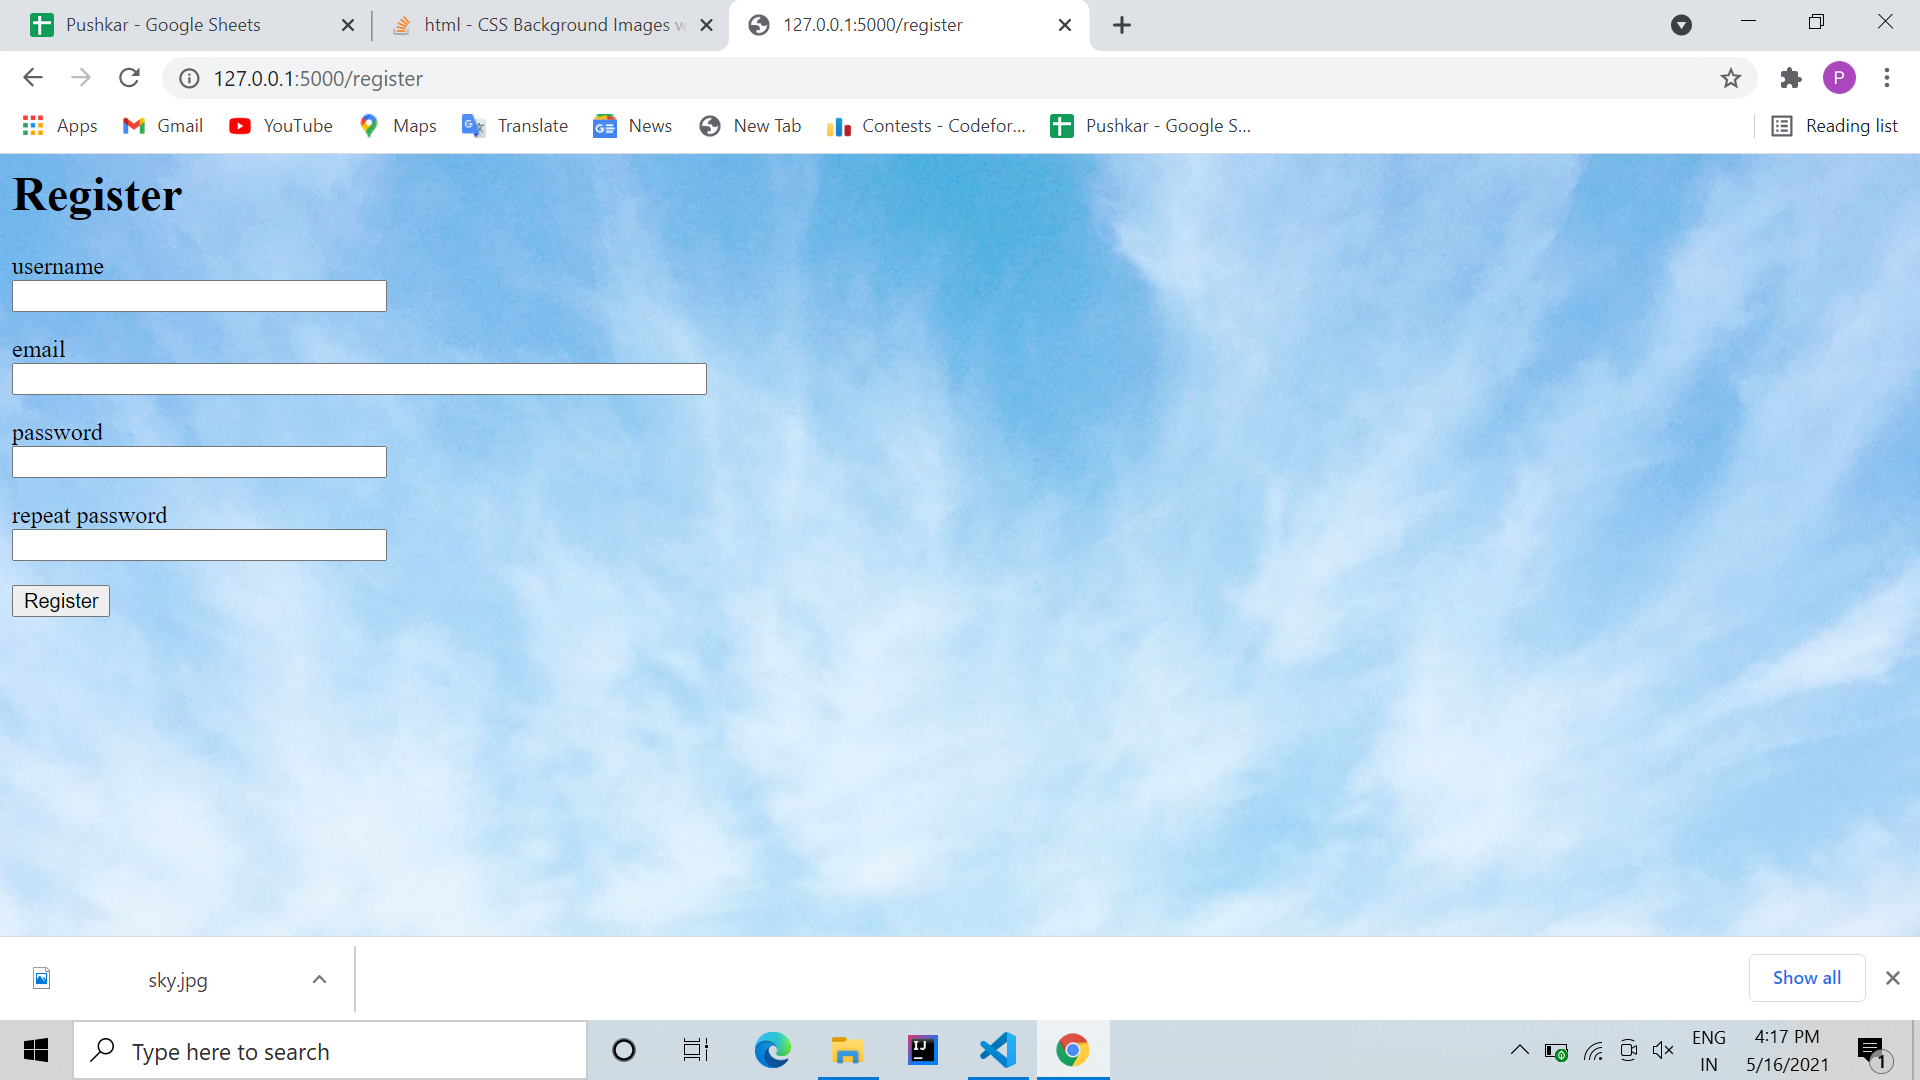 Pushkar - Google Sheets
html - CSS Background Images w
127.0.0.1:5000/register
127.0.0.1:5000/register
P
Apps
Gmail
YouTube
Maps
Translate
News
New Tab
Contests - Codefor...
Pushkar - Google S...
Reading list
Register
username
email
password
repeat password
Register
sky.jpg
Show all
Type here to search
IJ
ENG
IN
4:17 PM
5/16/2021
1